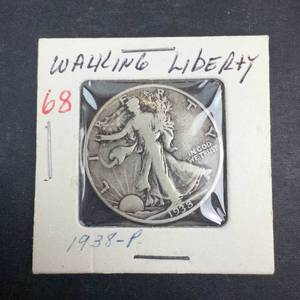 WALKING LIBERTY
68
LIBERTY
IN GOD
WE TRUST
1938
1938-P.